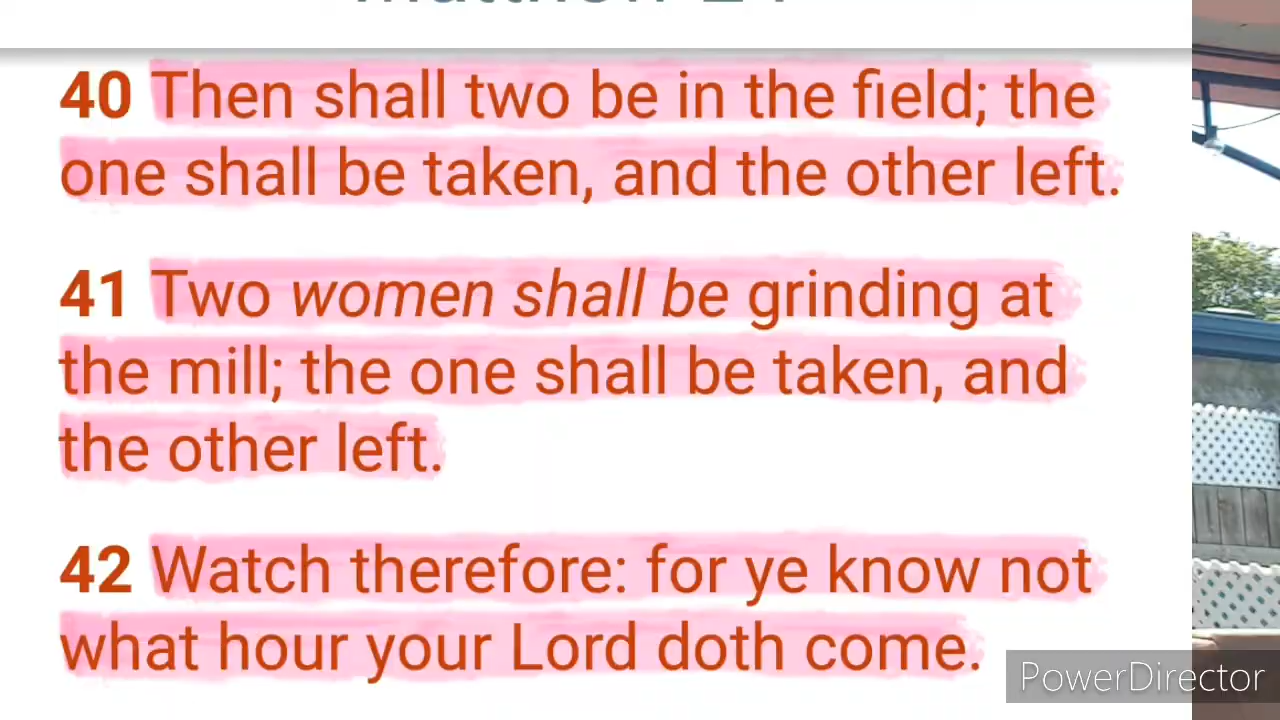 40 Then shall two be in the field; the
one shall be taken, and the other left.
41 Two women shall be grinding at
the mill; the one shall be taken, and
the other left.
42 Watch therefore: for ye know not
what hour your Lord doth come.
PowerDirector